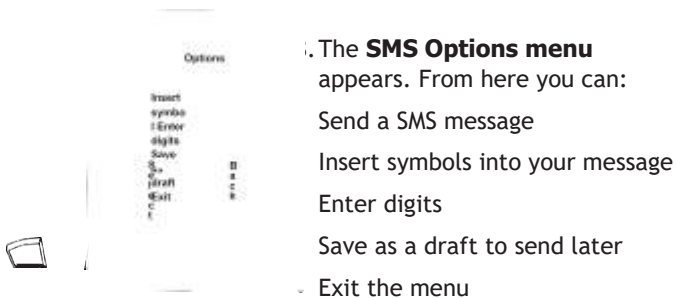 Options
Insert
symbo
l Enter
digits
Save
draft
Exit
. The SMS Options menu
appears. From here you can:
Send a SMS message
Insert symbols into your message
Enter digits
Save as a draft to send later
Exit the menu